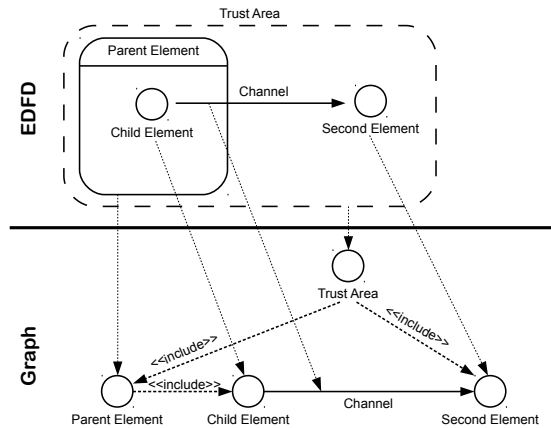 Trust Area
Parent Element
Channel
Child Element
Second Element
EDFD
Trust Area
<<include>>
<<include>>
<<include>>
Graph
Channel
Parent Element
Child Element
Second Element